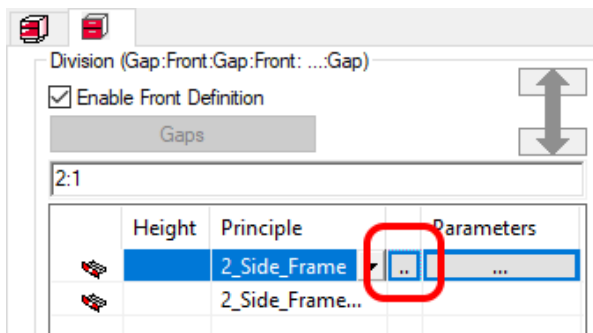 Division (Gap:Front:Gap:Front: ...:Gap)
Enable Front Definition
Gaps
2:1
Height Principle Parameters
2_Side_Frame .. ...
2_Side_Frame...